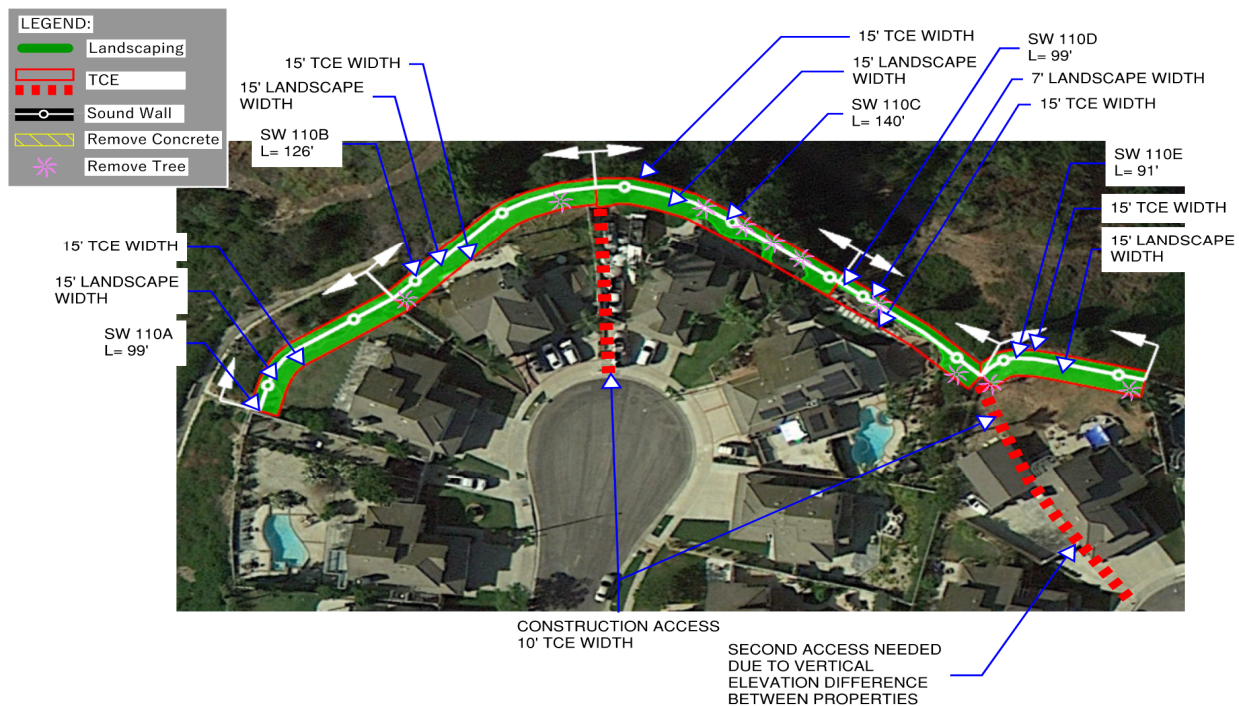 LEGEND:
Landscaping
TCE
Sound Wall
Remove Concrete
Remove Tree
15' TCE WIDTH
15' LANDSCAPE
WIDTH
SW 110A
L= 99'
15' TCE WIDTH
15' LANDSCAPE
WIDTH
SW 110B
L= 126'
15' TCE WIDTH
15' LANDSCAPE
WIDTH
SW 110C
L= 140'
SW 110D
L= 99'
7' LANDSCAPE WIDTH
15' TCE WIDTH
SW 110E
L= 91'
15' TCE WIDTH
15' LANDSCAPE
WIDTH
CONSTRUCTION ACCESS
10' TCE WIDTH
SECOND ACCESS NEEDED
DUE TO VERTICAL
ELEVATION DIFFERENCE
BETWEEN PROPERTIES